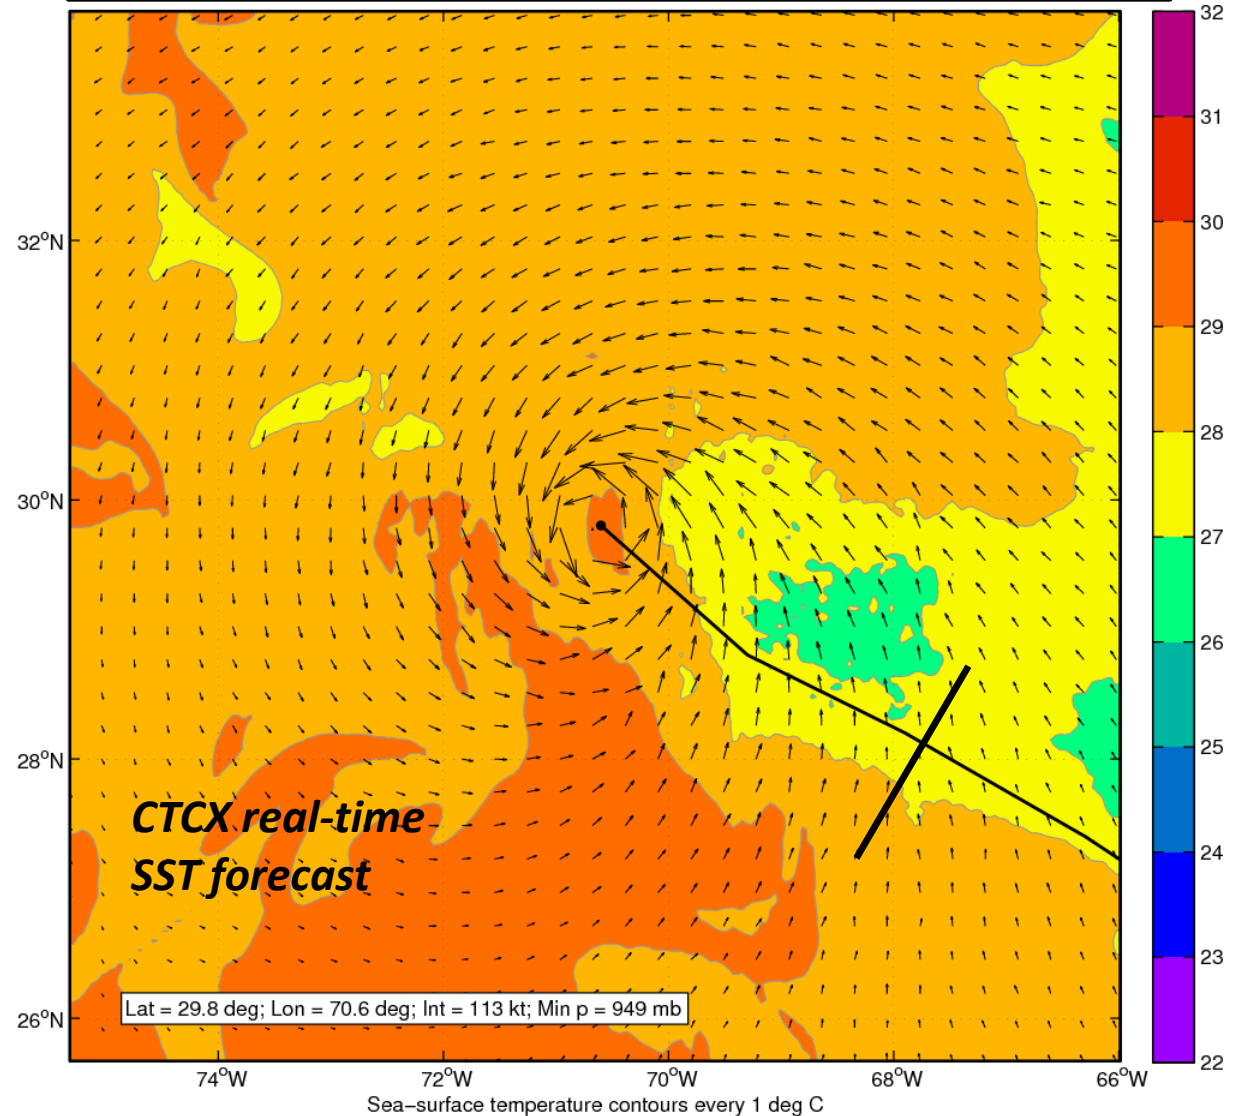 32
31
30
29
28
27
26
25
24
23
22
32°N
30°N
28°N
26°N
CTCX real-time
SST forecast
Lat = 29.8 deg; Lon = 70.6 deg; Int = 113 kt; Min p = 949 mb
74°W
72°W
70°W
68°W
66°W
Sea-surface temperature contours every 1 deg C